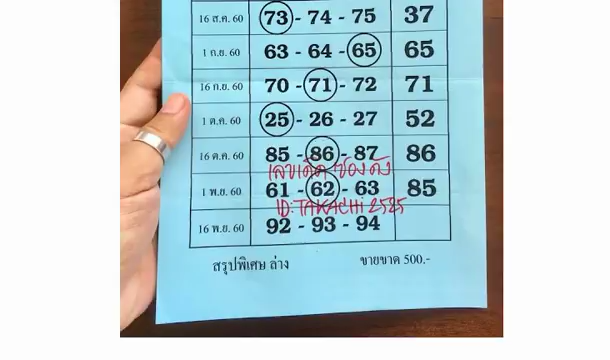 16 ส.ค. 60 73 - 74 - 75 37
1 ก.ย. 60 63 - 64 - 65 65
16 ก.ย. 60 70 - 71 - 72 71
1 ต.ค. 60 25 - 26 - 27 52
16 ต.ค. 60 85 - 86 - 87 86
เลขเด็ด ซองดัง
1 พ.ย. 60 61 - 62 - 63 85
ID:TAKACHI2525
16 พ.ย. 60 92 - 93 - 94
สรุปพิเศษ ล่าง ขายขาด 500.-